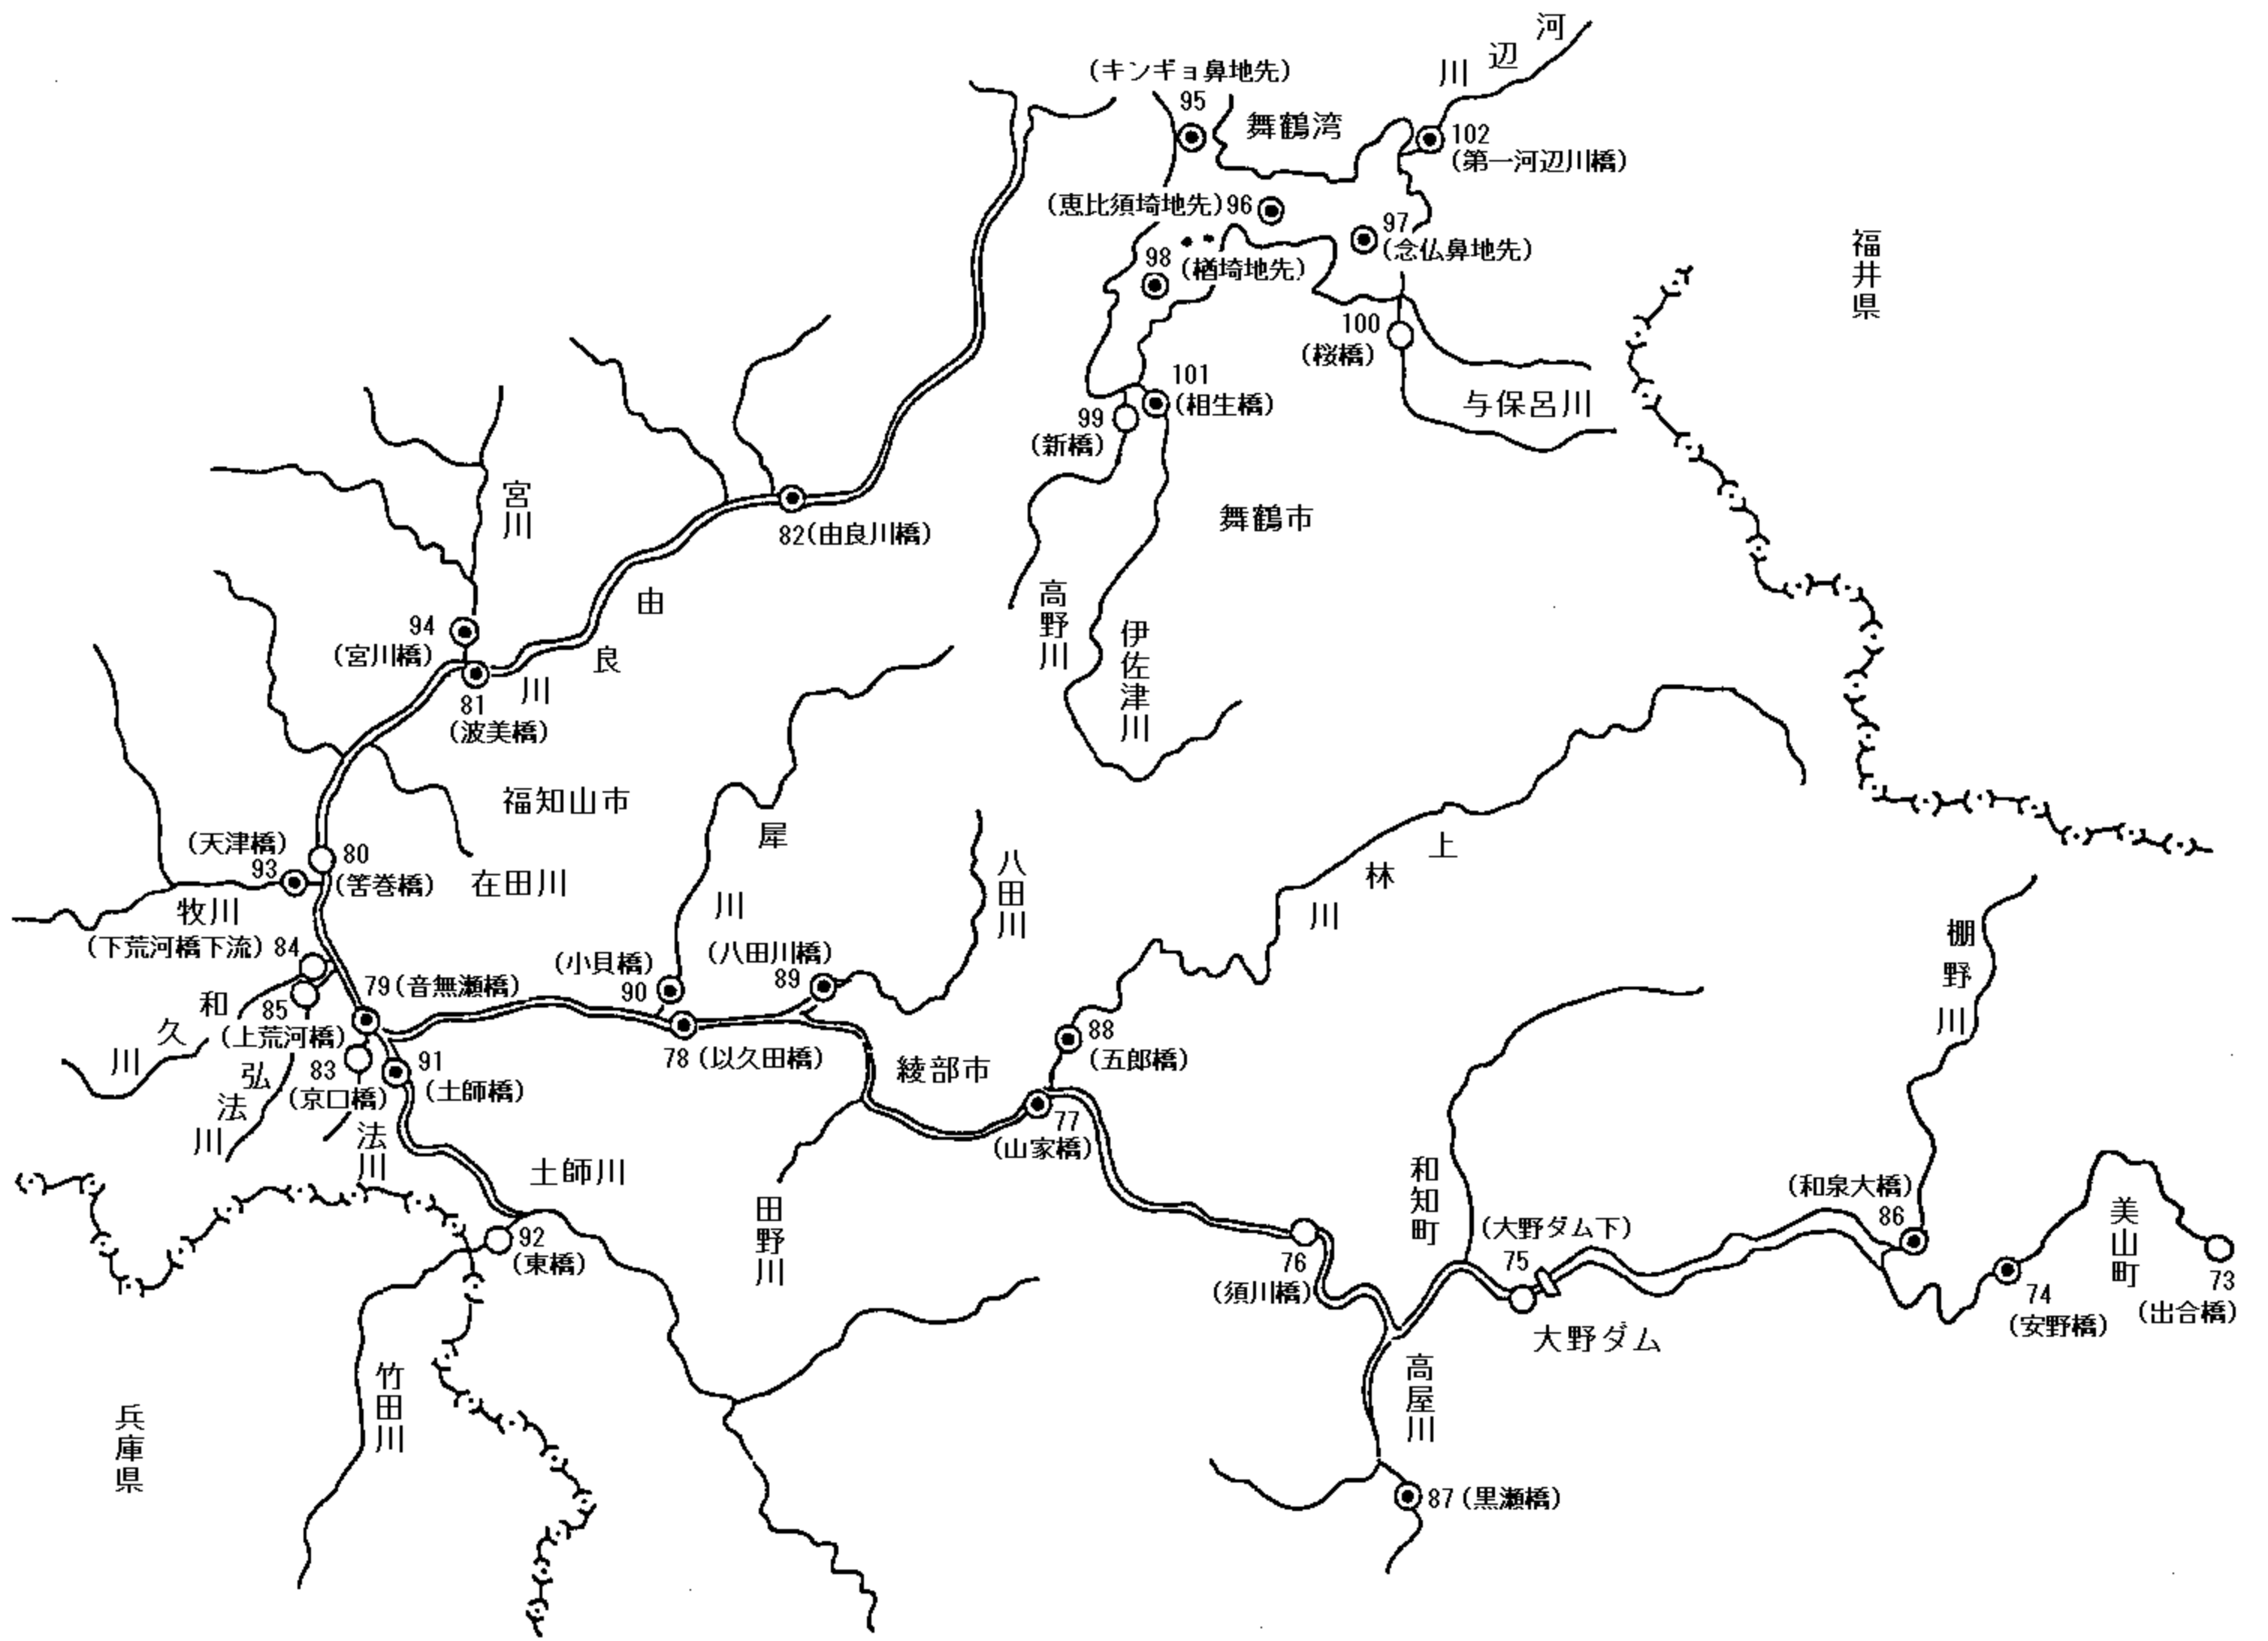 河辺川
(キンギョ鼻地先)
95
舞鶴湾
102
(第一河辺川橋)
(恵比須埼地先)96
97
(念仏鼻地先)
98
(楢埼地先)
福井県
100
(桜橋)
101
(相生橋)
99
(新橋)
与保呂川
宮川
舞鶴市
82(由良川橋)
高野川
伊佐津川
由良川
94
(宮川橋)
81
(波美橋)
福知山市
犀川
(天津橋)
93
80
(筈巻橋)
在田川
八田川
上林川
牧川
(下荒河橋下流)84
棚野川
(小貝橋)
90
(八田川橋)
89
79(音無瀬橋)
和久川
85
(上荒河橋)
88
(五郎橋)
78(以久田橋)
綾部市
83
(京口橋)
91
(土師橋)
弘法川
法川
77
(山家橋)
土師川
和知町
(和泉大橋)
86
美山町
田野川
(大野ダム下)
75
92
(東橋)
76
(須川橋)
73
(出合橋)
74
(安野橋)
大野ダム
竹田川
高屋川
兵庫県
87(黒瀬橋)